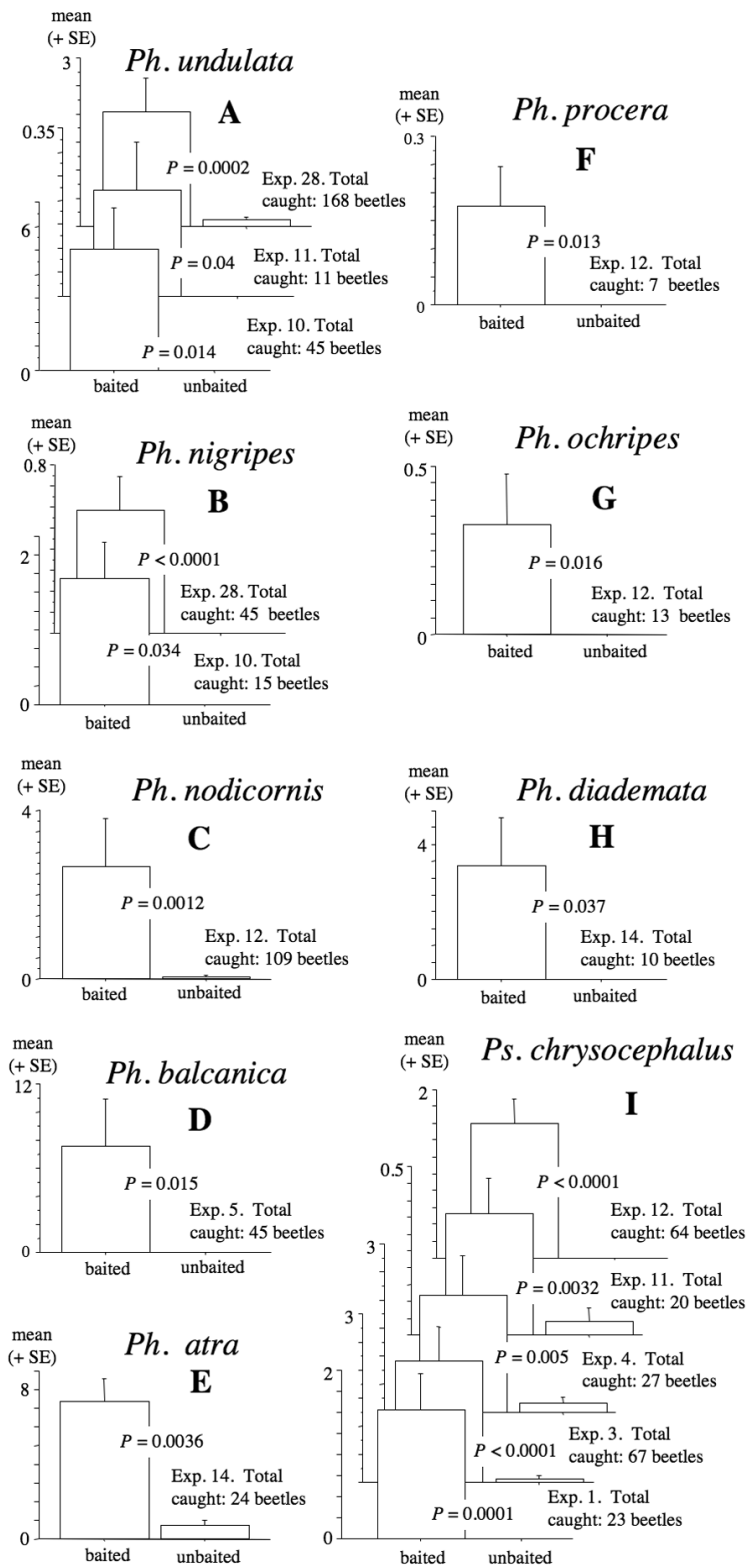 mean
(+ SE)
Ph. undulata
A
3
0.35
6
0
P = 0.0002
Exp. 28. Total
caught: 168 beetles
P = 0.04
Exp. 11. Total
caught: 11 beetles
P = 0.014
Exp. 10. Total
caught: 45 beetles
baited
unbaited
mean
(+ SE)
Ph. procera
F
0.3
0
P = 0.013
Exp. 12. Total
caught: 7 beetles
baited
unbaited
mean
(+ SE)
Ph. nigripes
B
0.8
2
0
P < 0.0001
Exp. 28. Total
caught: 45 beetles
P = 0.034
Exp. 10. Total
caught: 15 beetles
baited
unbaited
mean
(+ SE)
Ph. ochripes
G
0.5
0
P = 0.016
Exp. 12. Total
caught: 13 beetles
baited
unbaited
mean
(+ SE)
Ph. nodicornis
C
4
0
P = 0.0012
Exp. 12. Total
caught: 109 beetles
baited
unbaited
mean
(+ SE)
Ph. diademata
H
4
0
P = 0.037
Exp. 14. Total
caught: 10 beetles
baited
unbaited
mean
(+ SE)
Ph. balcanica
D
12
0
P = 0.015
Exp. 5. Total
caught: 45 beetles
baited
unbaited
mean
(+ SE)
Ph. atra
E
8
0
P = 0.0036
Exp. 14. Total
caught: 24 beetles
baited
unbaited
Ps. chrysocephalus
mean
(+ SE)
I
2
0.5
3
3
2
0
P < 0.0001
Exp. 12. Total
caught: 64 beetles
P = 0.0032
Exp. 11. Total
caught: 20 beetles
P = 0.005
Exp. 4. Total
caught: 27 beetles
P < 0.0001
Exp. 3. Total
caught: 67 beetles
P = 0.0001
Exp. 1. Total
caught: 23 beetles
baited
unbaited